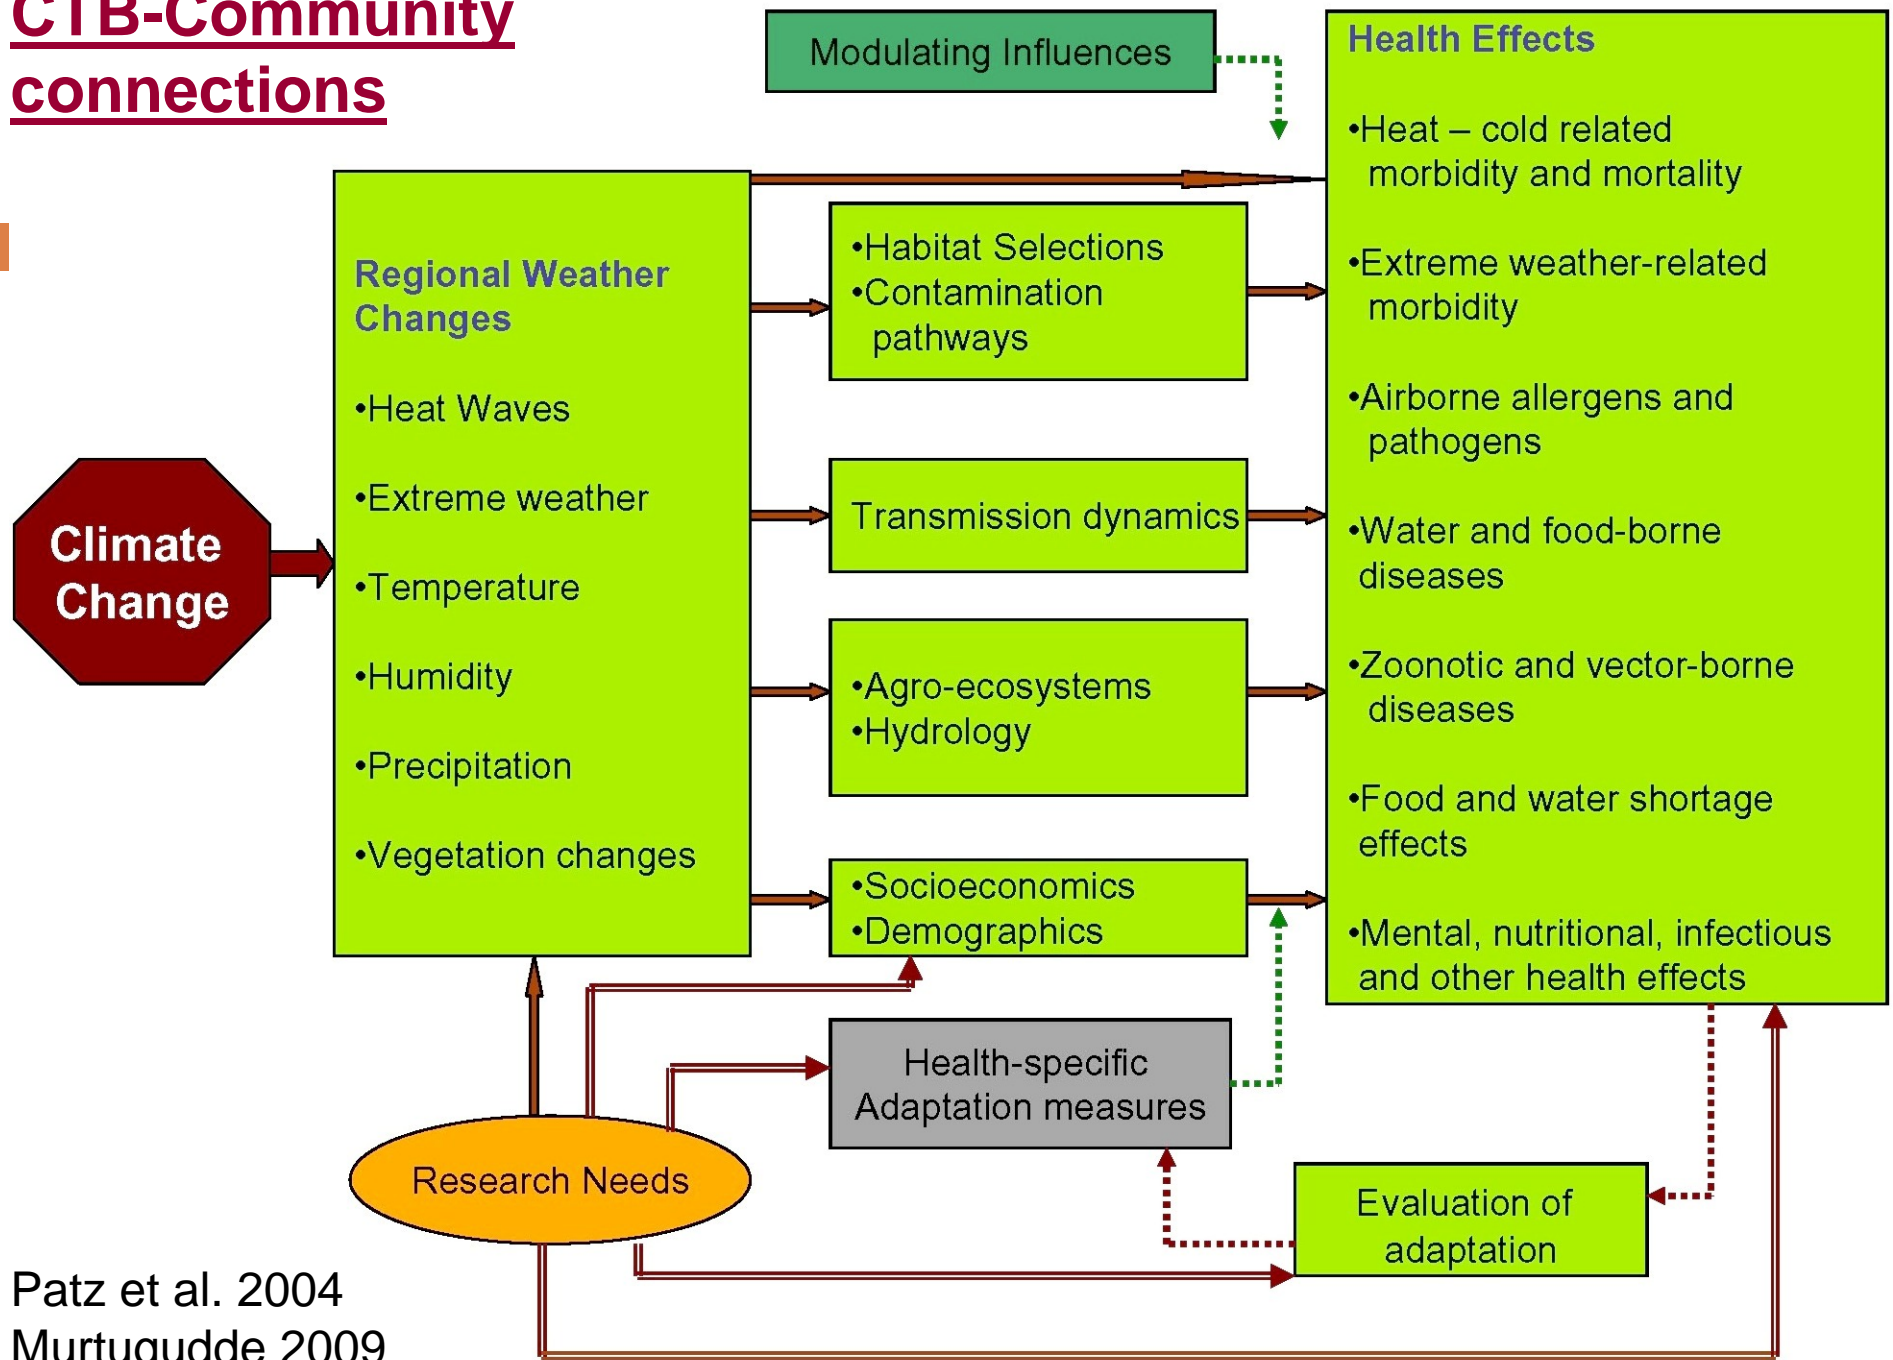 CTB-Community
connections
Modulating Influences
Health Effects
•Heat – cold related
morbidity and mortality
•Extreme weather-related
morbidity
•Airborne allergens and
pathogens
•Water and food-borne
diseases
•Zoonotic and vector-borne
diseases
•Food and water shortage
effects
•Mental, nutritional, infectious
and other health effects
Regional Weather
Changes
•Heat Waves
•Extreme weather
•Temperature
•Humidity
•Precipitation
•Vegetation changes
•Habitat Selections
•Contamination
pathways
Transmission dynamics
•Agro-ecosystems
•Hydrology
•Socioeconomics
•Demographics
Climate
Change
Health-specific
Adaptation measures
Research Needs
Evaluation of
adaptation
Patz et al. 2004
Murtugudde 2009